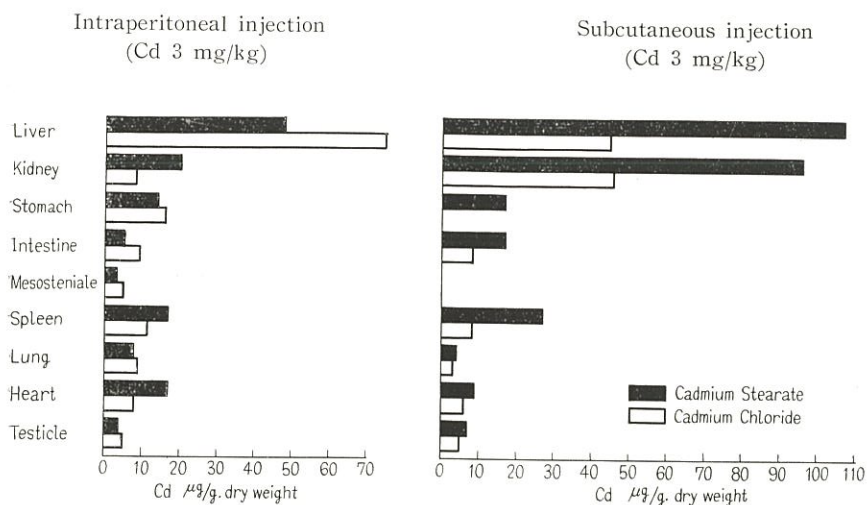 Intraperitoneal injection
(Cd 3 mg/kg)
Subcutaneous injection
(Cd 3 mg/kg)
Liver
Kidney
Stomach
Intestine
Mesosteniale
Spleen
Lung
Heart
Testicle
0 10 20 30 40 50 60 70
Cd μg/g. dry weight
Cadmium Stearate
Cadmium Chloride
0 10 20 30 40 50 60 70 80 90 100 110
Cd μg/g. dry weight